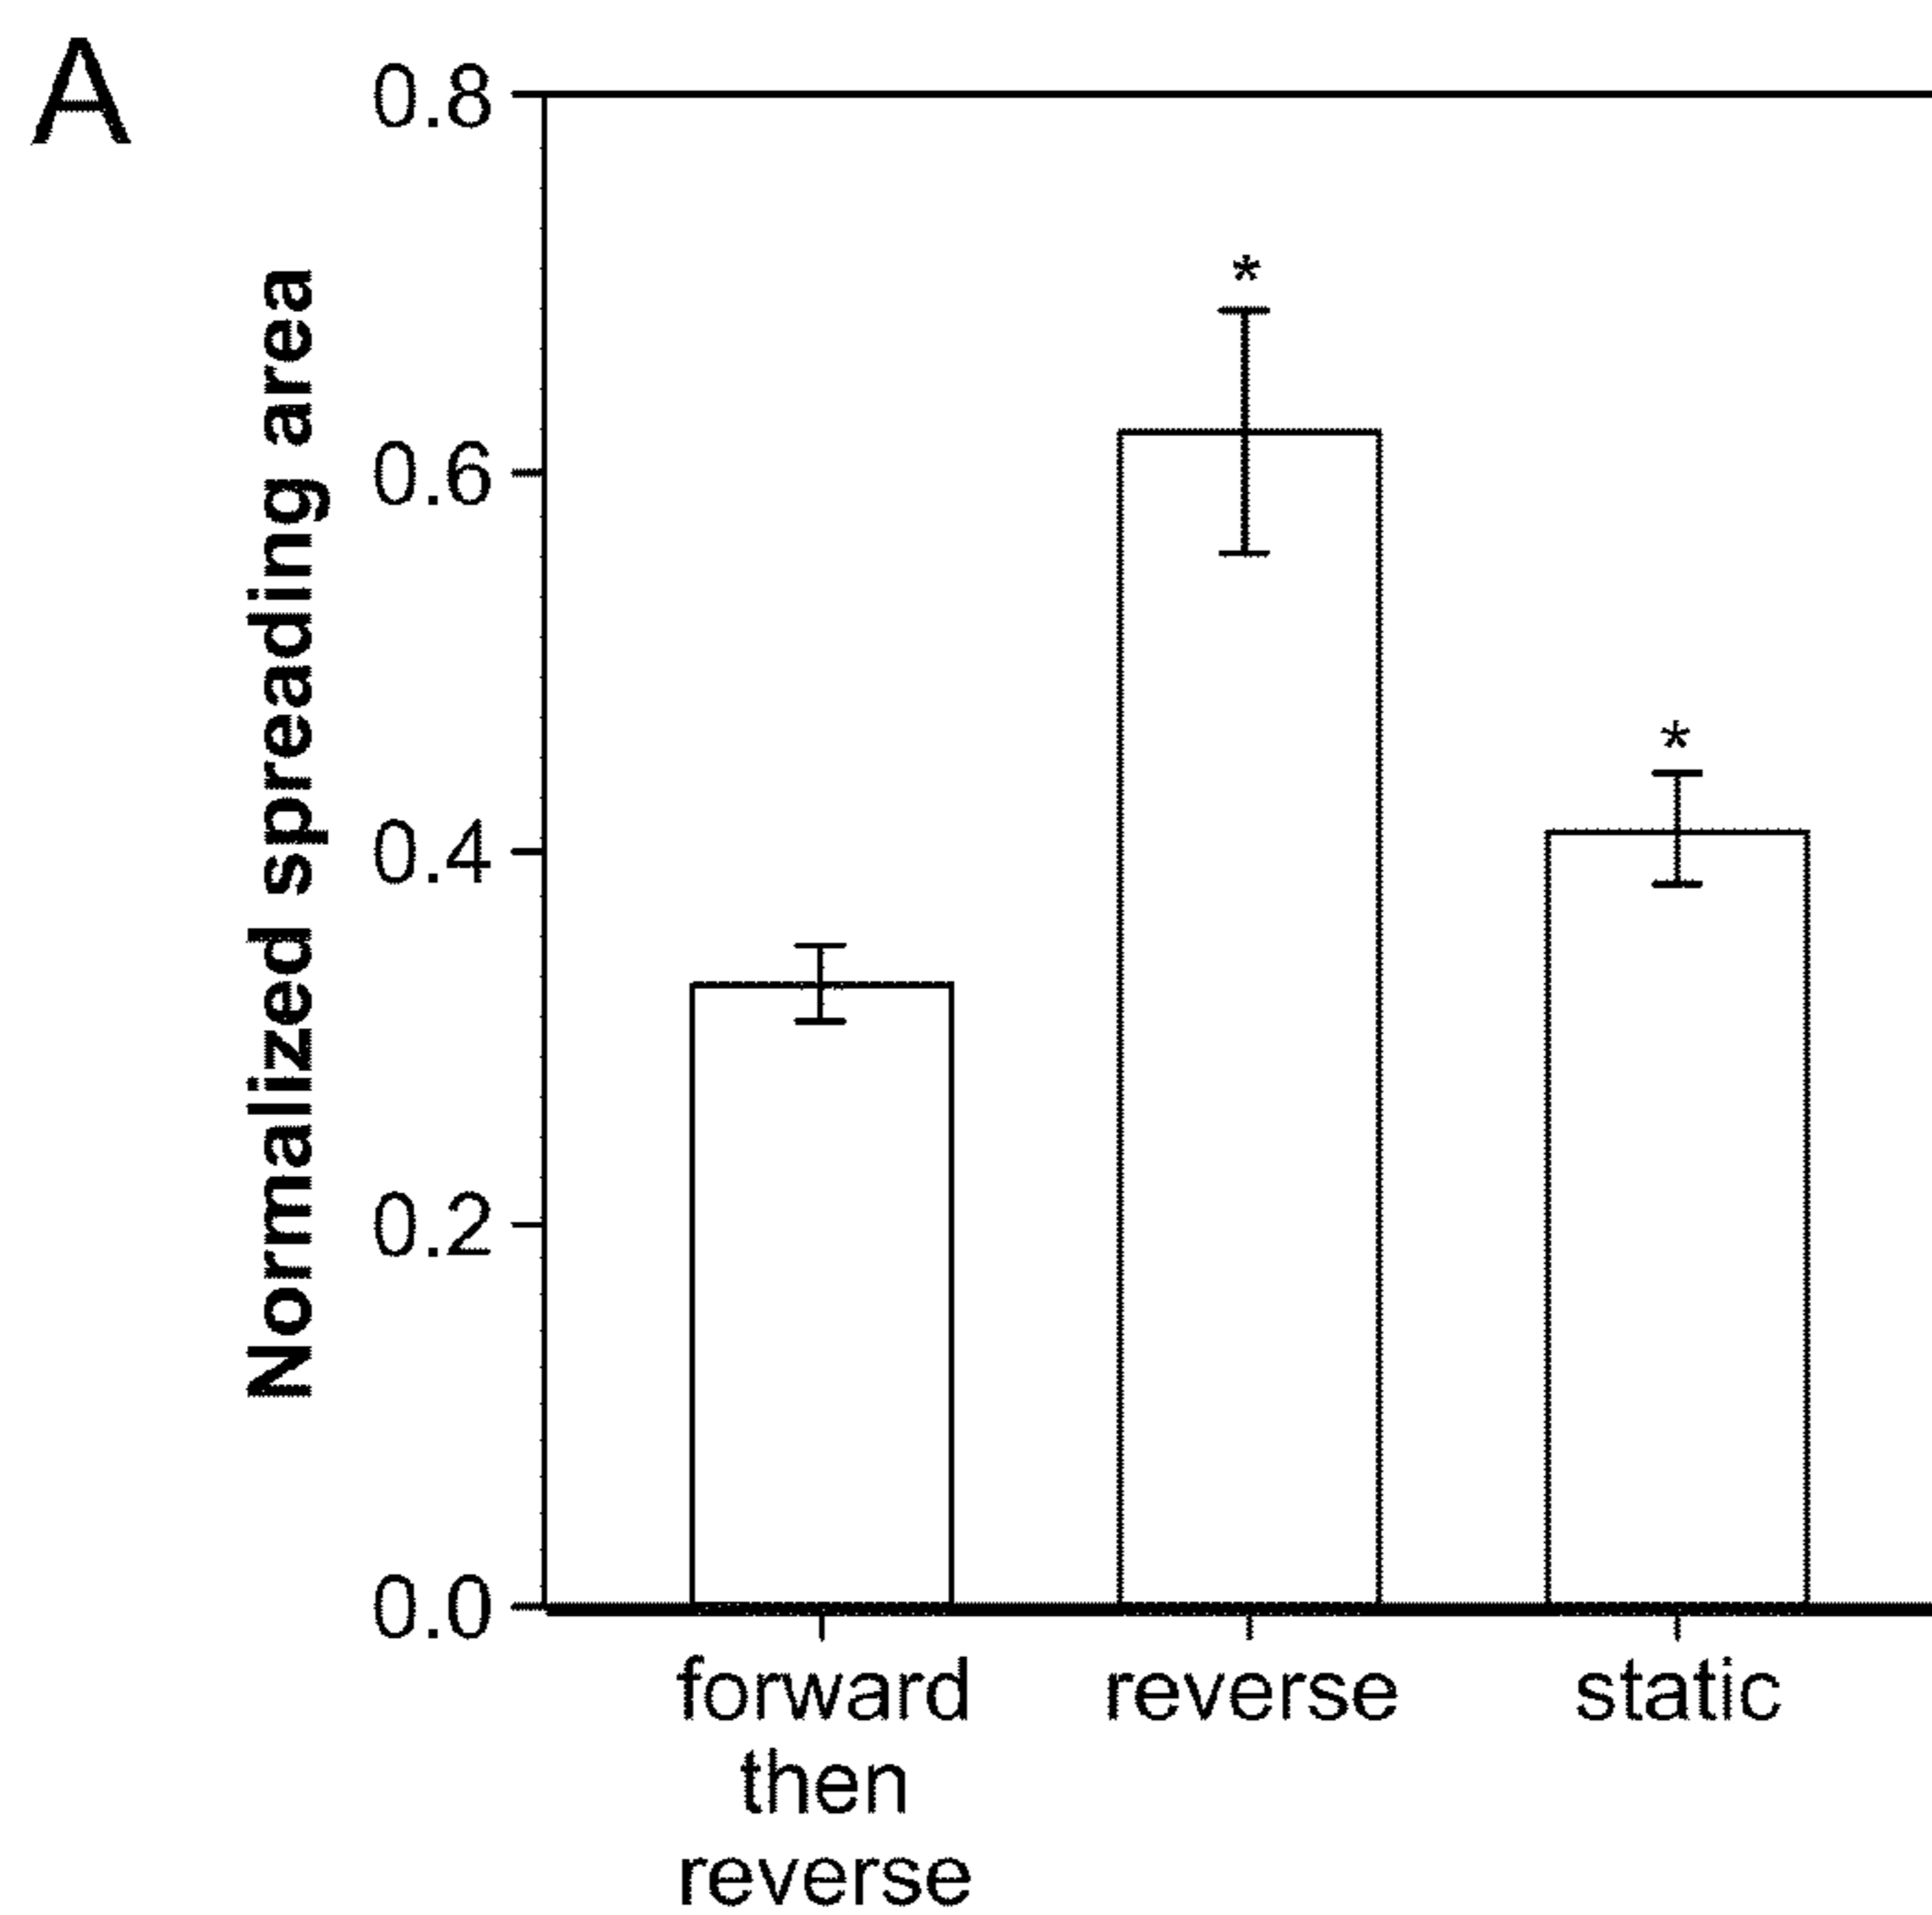 A
Normalized spreading area
0.8
*
0.6
*
0.4
0.2
0.0
forward
then
reverse
reverse
static